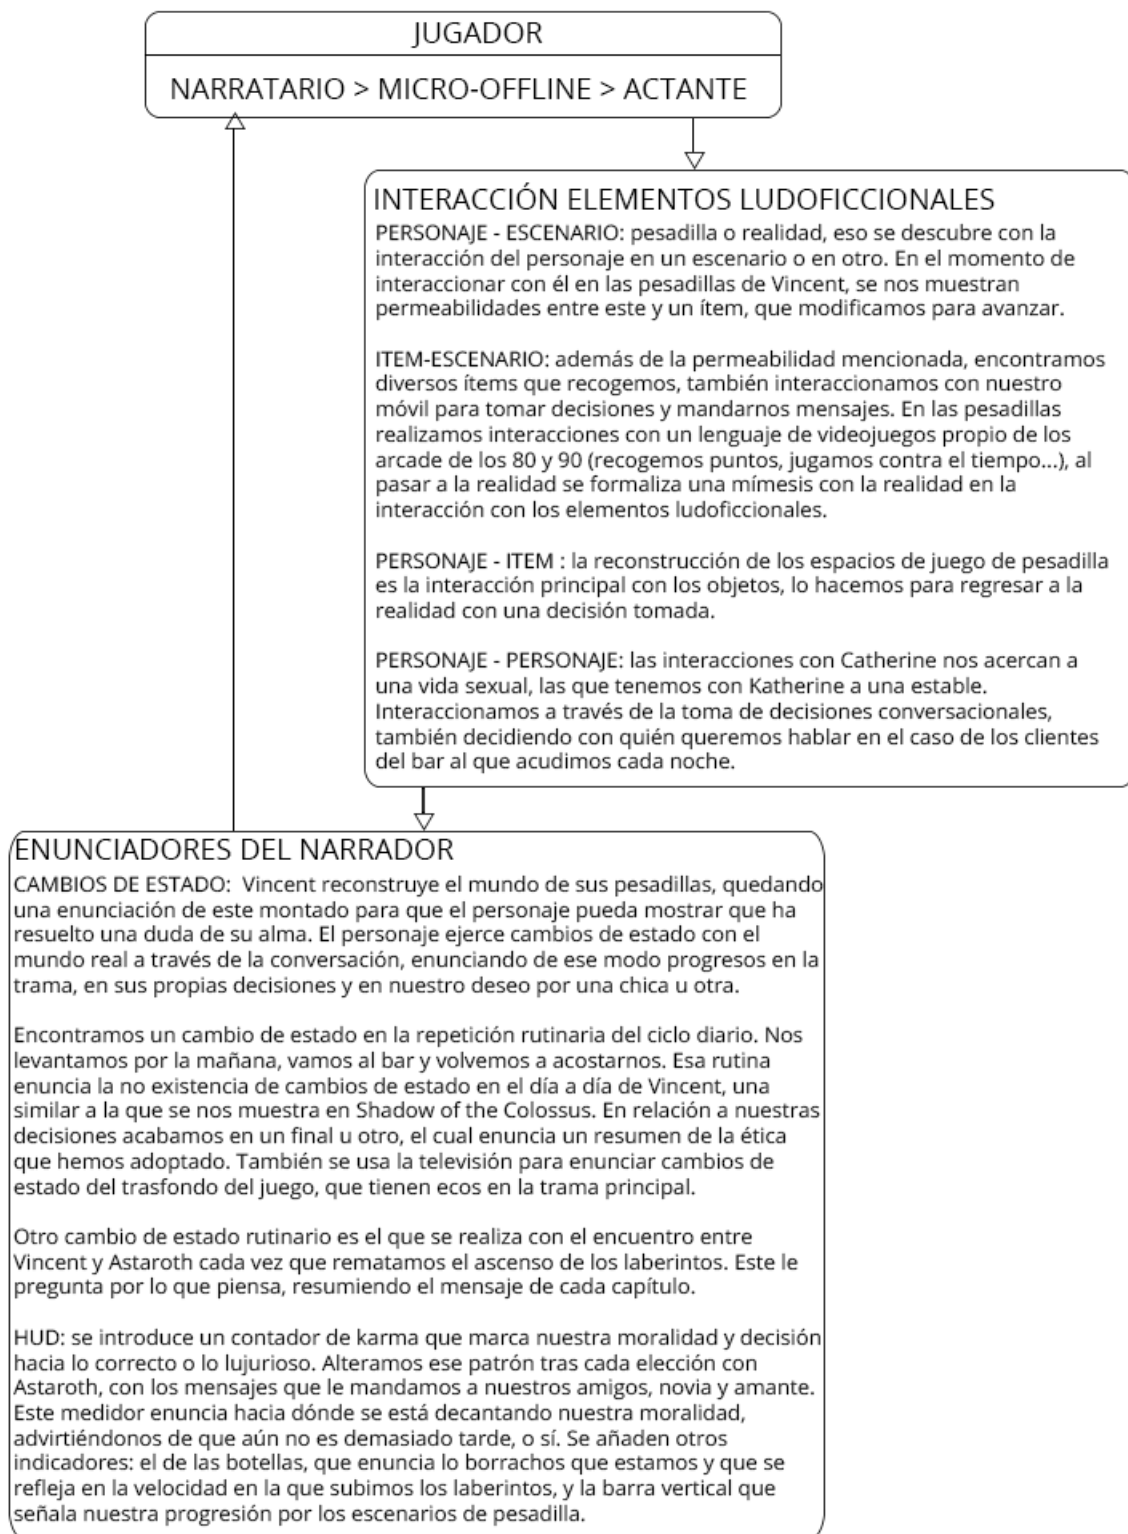 JUGADOR
NARRATARIO > MICRO-OFFLINE > ACTANTE
INTERACCIÓN ELEMENTOS LUDOFICCIONALES
PERSONAJE - ESCENARIO: pesadilla o realidad, eso se descubre con la
interacción del personaje en un escenario o en otro. En el momento de
interaccionar con él en las pesadillas de Vincent, se nos muestran
permeabilidades entre este y un ítem, que modificamos para avanzar.
ITEM-ESCENARIO: además de la permeabilidad mencionada, encontramos
diversos ítems que recogemos, también interaccionamos con nuestro
móvil para tomar decisiones y mandarnos mensajes. En las pesadillas
realizamos interacciones con un lenguaje de videojuegos propio de los
arcade de los 80 y 90 (recogemos puntos, jugamos contra el tiempo...), al
pasar a la realidad se formaliza una mímesis con la realidad en la
interacción con los elementos ludoficcionales.
PERSONAJE - ITEM : la reconstrucción de los espacios de juego de pesadilla
es la interacción principal con los objetos, lo hacemos para regresar a la
realidad con una decisión tomada.
PERSONAJE - PERSONAJE: las interacciones con Catherine nos acercan a
una vida sexual, las que tenemos con Katherine a una estable.
Interaccionamos a través de la toma de decisiones conversacionales,
también decidiendo con quién queremos hablar en el caso de los clientes
del bar al que acudimos cada noche.
ENUNCIADORES DEL NARRADOR
CAMBIOS DE ESTADO: Vincent reconstruye el mundo de sus pesadillas, quedando
una enunciación de este montado para que el personaje pueda mostrar que ha
resuelto una duda de su alma. El personaje ejerce cambios de estado con el
mundo real a través de la conversación, enunciando de ese modo progresos en la
trama, en sus propias decisiones y en nuestro deseo por una chica u otra.
Encontramos un cambio de estado en la repetición rutinaria del ciclo diario. Nos
levantamos por la mañana, vamos al bar y volvemos a acostarnos. Esa rutina
enuncia la no existencia de cambios de estado en el día a día de Vincent, una
similar a la que se nos muestra en Shadow of the Colossus. En relación a nuestras
decisiones acabamos en un final u otro, el cual enuncia un resumen de la ética
que hemos adoptado. También se usa la televisión para enunciar cambios de
estado del trasfondo del juego, que tienen ecos en la trama principal.
Otro cambio de estado rutinario es el que se realiza con el encuentro entre
Vincent y Astaroth cada vez que rematamos el ascenso de los laberintos. Este le
pregunta por lo que piensa, resumiendo el mensaje de cada capítulo.
HUD: se introduce un contador de karma que marca nuestra moralidad y decisión
hacia lo correcto o lo lujurioso. Alteramos ese patrón tras cada elección con
Astaroth, con los mensajes que le mandamos a nuestros amigos, novia y amante.
Este medidor enuncia hacia dónde se está decantando nuestra moralidad,
advirtiéndonos de que aún no es demasiado tarde, o sí. Se añaden otros
indicadores: el de las botellas, que enuncia lo borrachos que estamos y que se
refleja en la velocidad en la que subimos los laberintos, y la barra vertical que
señala nuestra progresión por los escenarios de pesadilla.